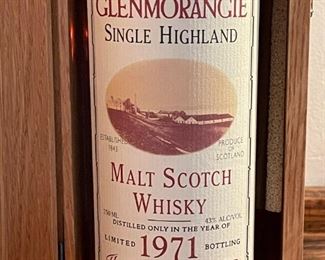 GLENMORANGIE
SINGLE HIGHLAND
ESTABLISHED
1843
PRODUCE OF
SCOTLAND
MALT SCOTCH
WHISKY
750 ML
43% ALC/VOL
DISTILLED ONLY IN THE YEAR OF
LIMITED 1971 BOTTLING